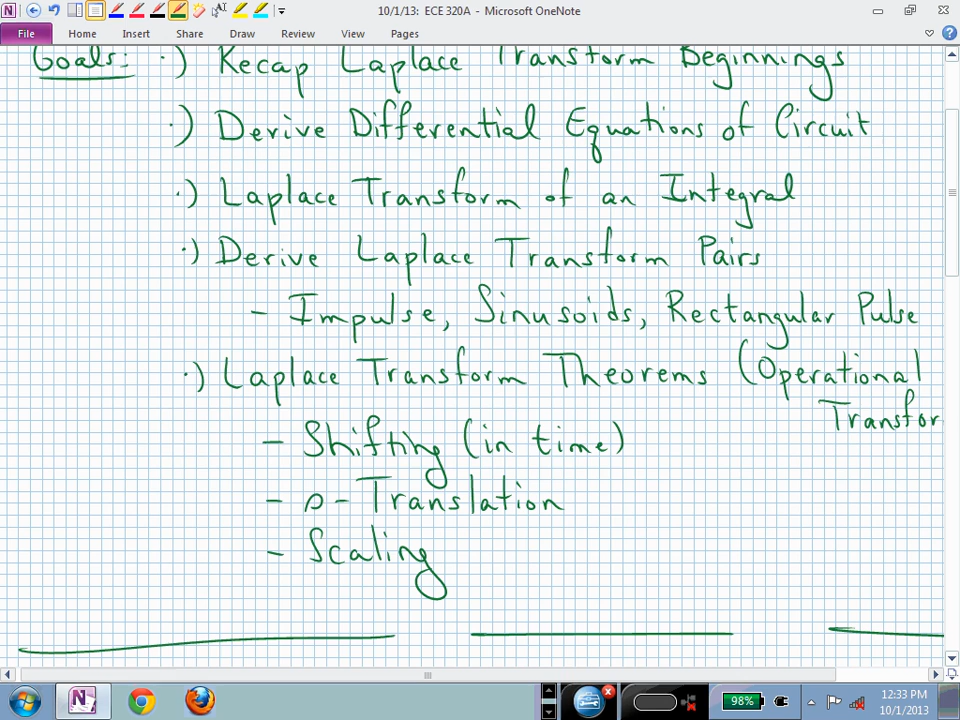 10/1/13: ECE 320A - Microsoft OneNote
File Home Insert Share Draw Review View Pages
Goals: ·) Recap Laplace Transform Beginnings
·) Derive Differential Equations of Circuit
·) Laplace Transform of an Integral
·) Derive Laplace Transform Pairs
- Impulse, Sinusoids, Rectangular Pulse
·) Laplace Transform Theorems (Operational
Transfor
- Shifting (in time)
- s-Translation
- Scaling
98%
12:33 PM
10/1/2013